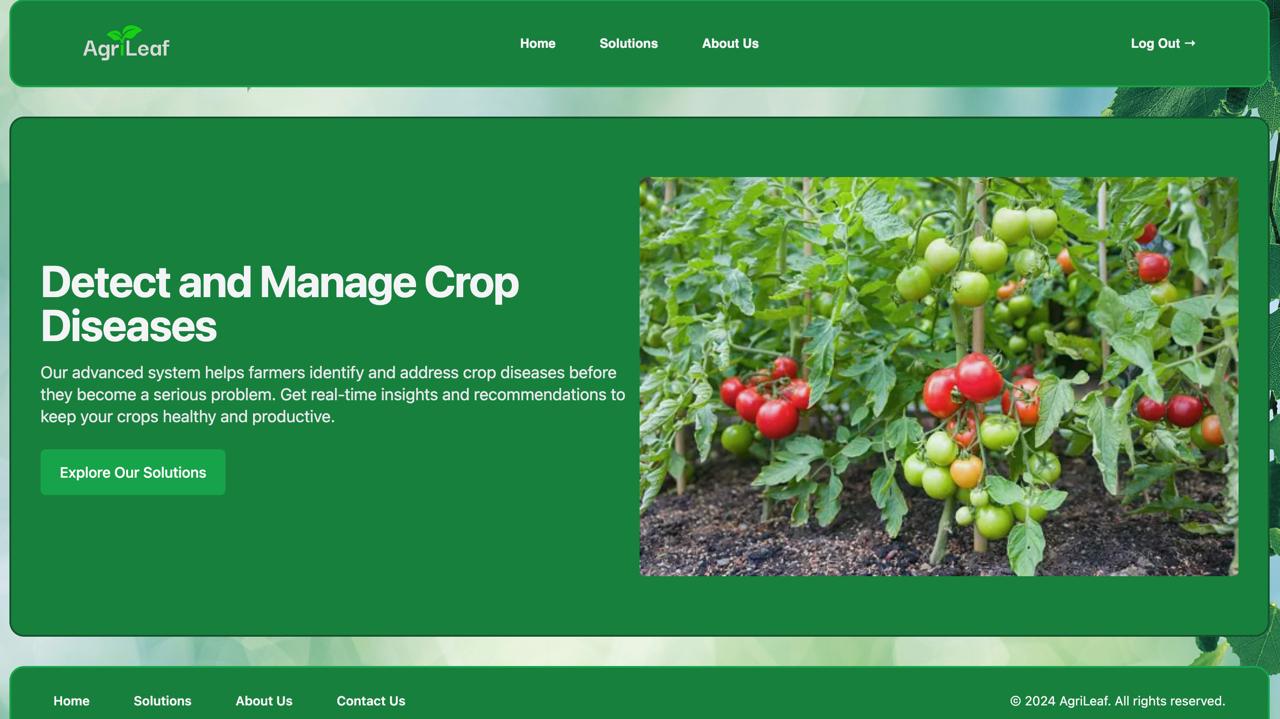 AgriLeaf
Home
Solutions
About Us
Log Out →
Detect and Manage Crop
Diseases
Our advanced system helps farmers identify and address crop diseases before
they become a serious problem. Get real-time insights and recommendations to
keep your crops healthy and productive.
Explore Our Solutions
Home
Solutions
About Us
Contact Us
© 2024 AgriLeaf. All rights reserved.